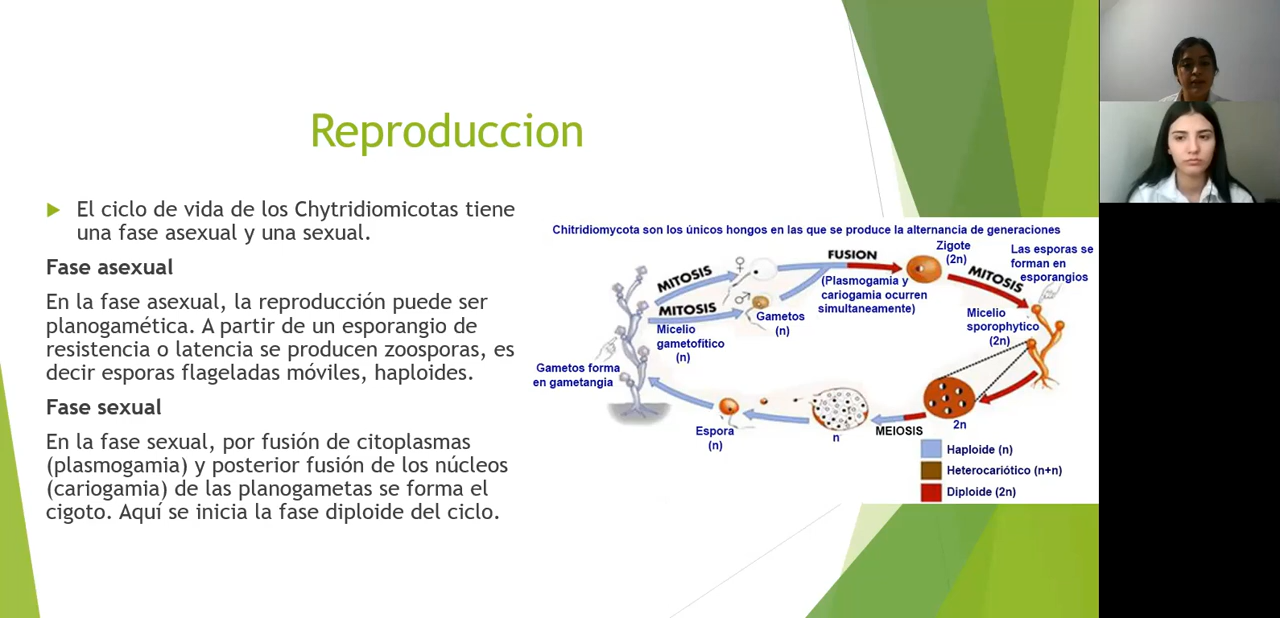 Reproduccion
El ciclo de vida de los Chytridiomicotas tiene
una fase asexual y una sexual.
Fase asexual
En la fase asexual, la reproducción puede ser
planogamética. A partir de un esporangio de
resistencia o latencia se producen zoosporas, es
decir esporas flageladas móviles, haploides.
Fase sexual
En la fase sexual, por fusión de citoplasmas
(plasmogamia) y posterior fusión de los núcleos
(cariogamia) de las planogametas se forma el
cigoto. Aquí se inicia la fase diploide del ciclo.
Chitridiomycota son los únicos hongos en las que se produce la alternancia de generaciones
MITOSIS
♀
MITOSIS
♂
Micelio
gametofítico
(n)
Gametos
(n)
FUSION
(Plasmogamia y
cariogamia ocurren
simultaneamente)
Zigote
(2n)
MITOSIS
Las esporas se
forman en
esporangios
Micelio
sporophytico
(2n)
Gametos forma
en gametangia
Espora
(n)
n
MEIOSIS
2n
Haploide (n)
Heterocariótico (n+n)
Diploide (2n)